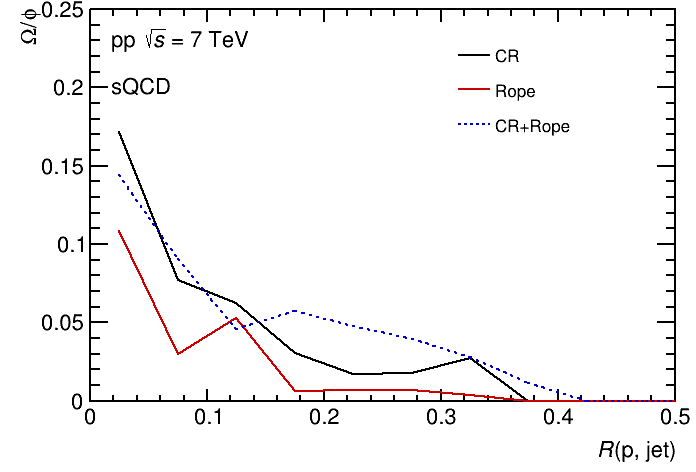 Ω/ϕ
0.25
0.2
0.15
0.1
0.05
0
pp √s = 7 TeV
sQCD
CR
Rope
CR+Rope
0 0.1 0.2 0.3 0.4 0.5
R(p, jet)